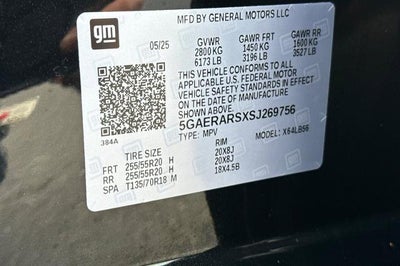 gm
MFD BY GENERAL MOTORS LLC
05/25 GVWR GAWR FRT GAWR RR
2800 KG 1450 KG 1600 KG
6173 LB 3196 LB 3527 LB
THIS VEHICLE CONFORMS TO ALL
APPLICABLE U.S. FEDERAL MOTOR
VEHICLE SAFETY STANDARDS IN EFFECT
ON THE DATE OF MANUFACTURE SHOWN ABOVE.
5GAERARSXSJ269756
384A TYPE: MPV MODEL: X64LB56
TIRE SIZE RIM
FRT 255/55R20 H 20X8J
RR 255/55R20 H 20X8J
SPA T135/70R18 M 18X4.5B